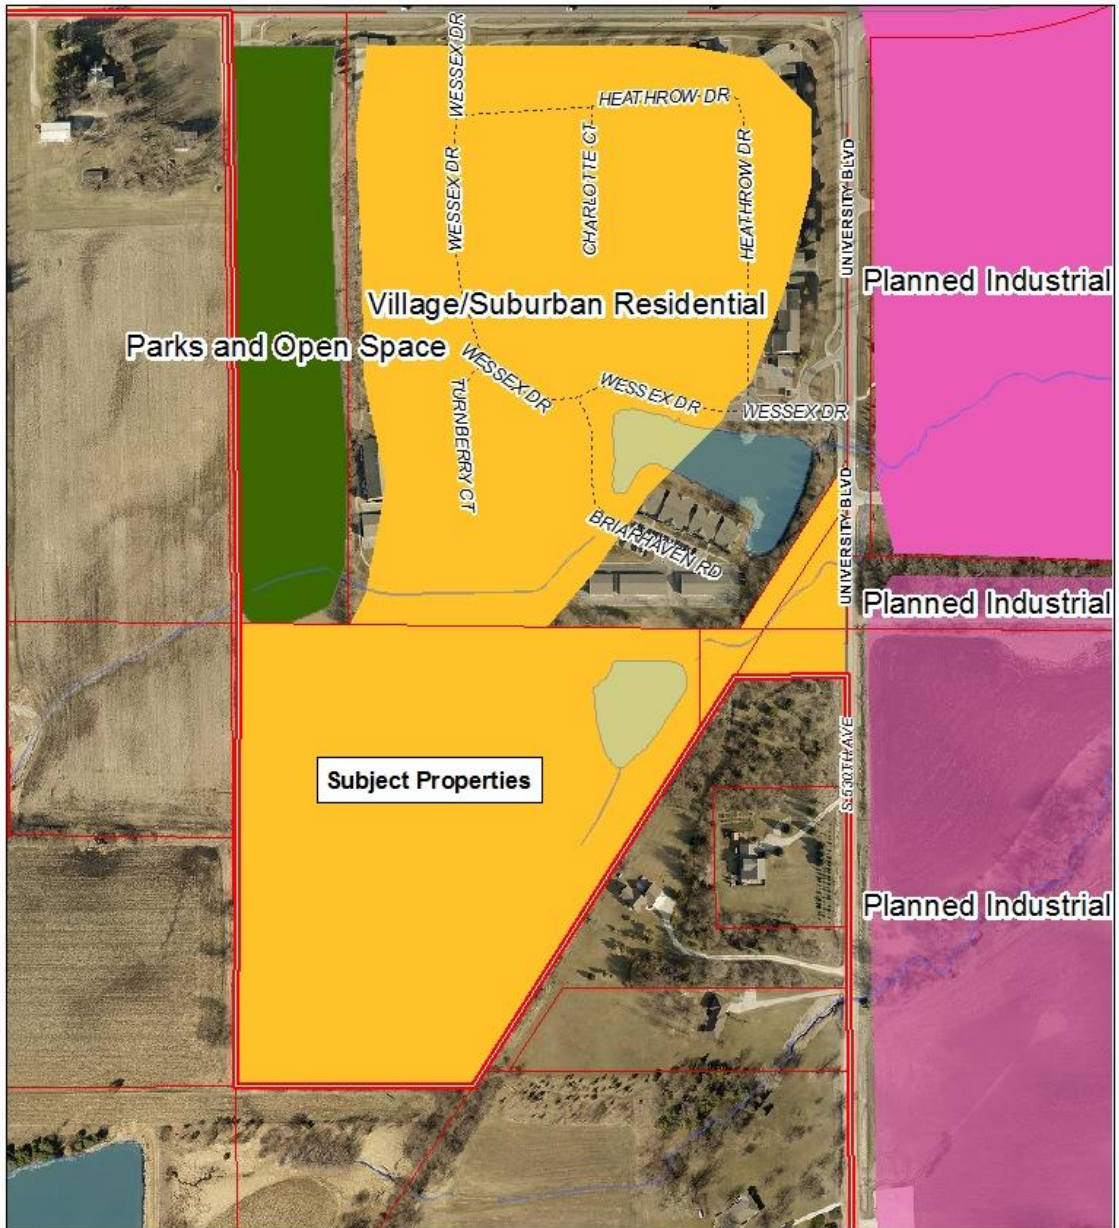 WESSEX DR
HEATHROW DR
CHARLOTTE CT
WESSEX DR
HEATHROW DR
UNIVERSITY BLVD
Planned Industrial
Village/Suburban Residential
Parks and Open Space
WESSEX DR
WESSEX DR
WESSEX DR
TURNBERRY CT
UNIVERSITY BLVD
BRIARHAVEN RD
Planned Industrial
Subject Properties
S 530TH AVE
Planned Industrial